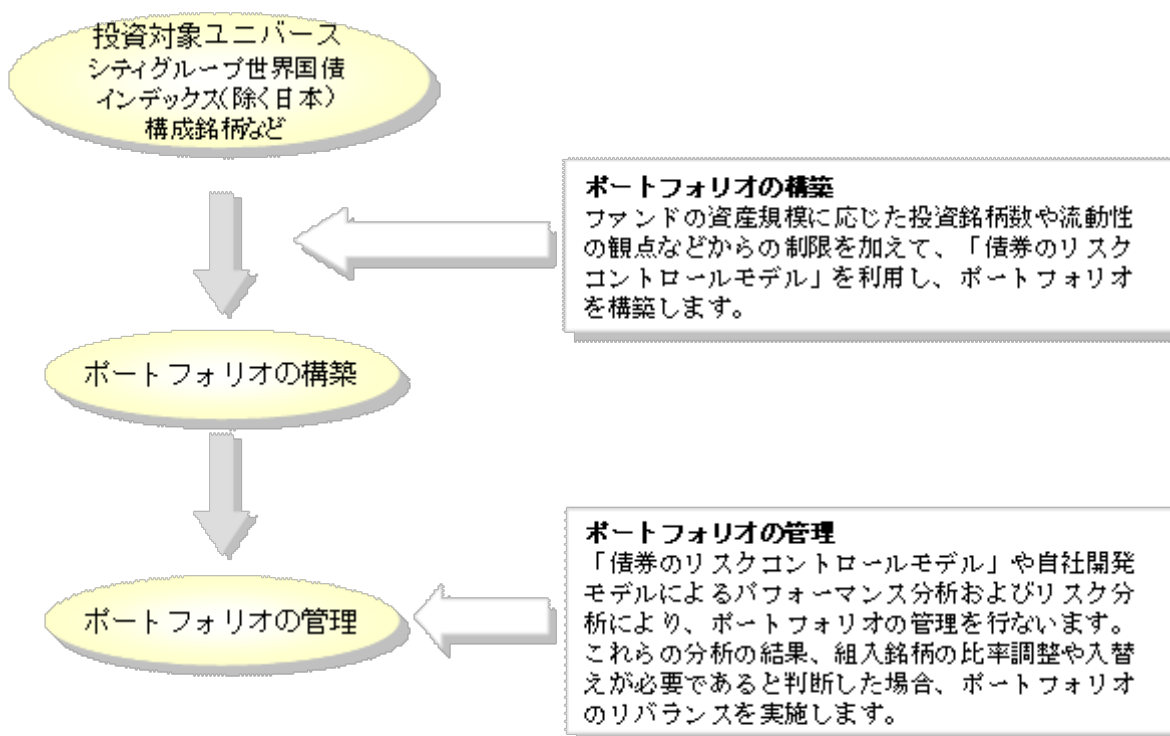 投資対象ユニバース
シティグループ世界国債
インデックス(除く日本)
構成銘柄など
ポートフォリオの構築
ファンドの資産規模に応じた投資銘柄数や流動性
の観点などからの制限を加えて、「債券のリスク
コントロールモデル」を利用し、ポートフォリオ
を構築します。
ポートフォリオの構築
ポートフォリオの管理
「債券のリスクコントロールモデル」や自社開発
モデルによるパフォーマンス分析およびリスク分
析により、ポートフォリオの管理を行ないます。
これらの分析の結果、組入銘柄の比率調整や入替
えが必要であると判断した場合、ポートフォリオ
のリバランスを実施します。
ポートフォリオの管理